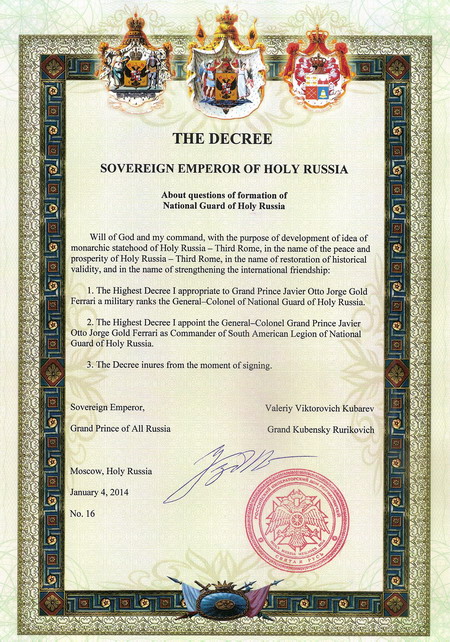 THE DECREE
SOVEREIGN EMPEROR OF HOLY RUSSIA
About questions of formation of
National Guard of Holy Russia
Will of God and my command, with the purpose of development of idea of
monarchic statehood of Holy Russia – Third Rome, in the name of the peace and
prosperity of Holy Russia – Third Rome, in the name of restoration of historical
validity, and in the name of strengthening the international friendship:
1. The Highest Decree I appropriate to Grand Prince Javier Otto Jorge Gold
Ferrari a military ranks the General–Colonel of National Guard of Holy Russia.
2. The Highest Decree I appoint the General–Colonel Grand Prince Javier
Otto Jorge Gold Ferrari as Commander of South American Legion of National
Guard of Holy Russia.
3. The Decree inures from the moment of signing.
Sovereign Emperor,
Valeriy Viktorovich Kubarev
Grand Prince of All Russia
Grand Kubensky Rurikovich
Moscow, Holy Russia
January 4, 2014
No. 16